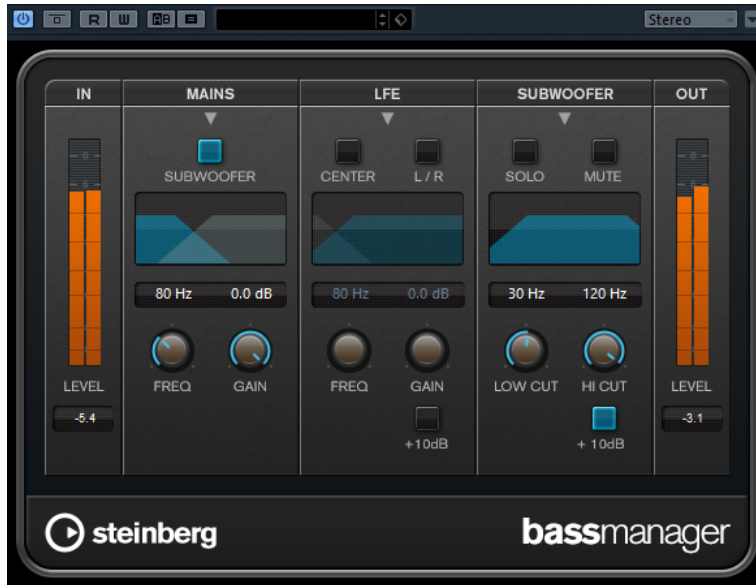 R W AB Stereo
IN MAINS LFE SUBWOOFER OUT
SUBWOOFER CENTER L / R SOLO MUTE
80 Hz 0.0 dB 80 Hz 0.0 dB 30 Hz 120 Hz
LEVEL FREQ GAIN FREQ GAIN LOW CUT HI CUT LEVEL
-5.4 -3.1
+10dB + 10dB
steinberg bassmanager